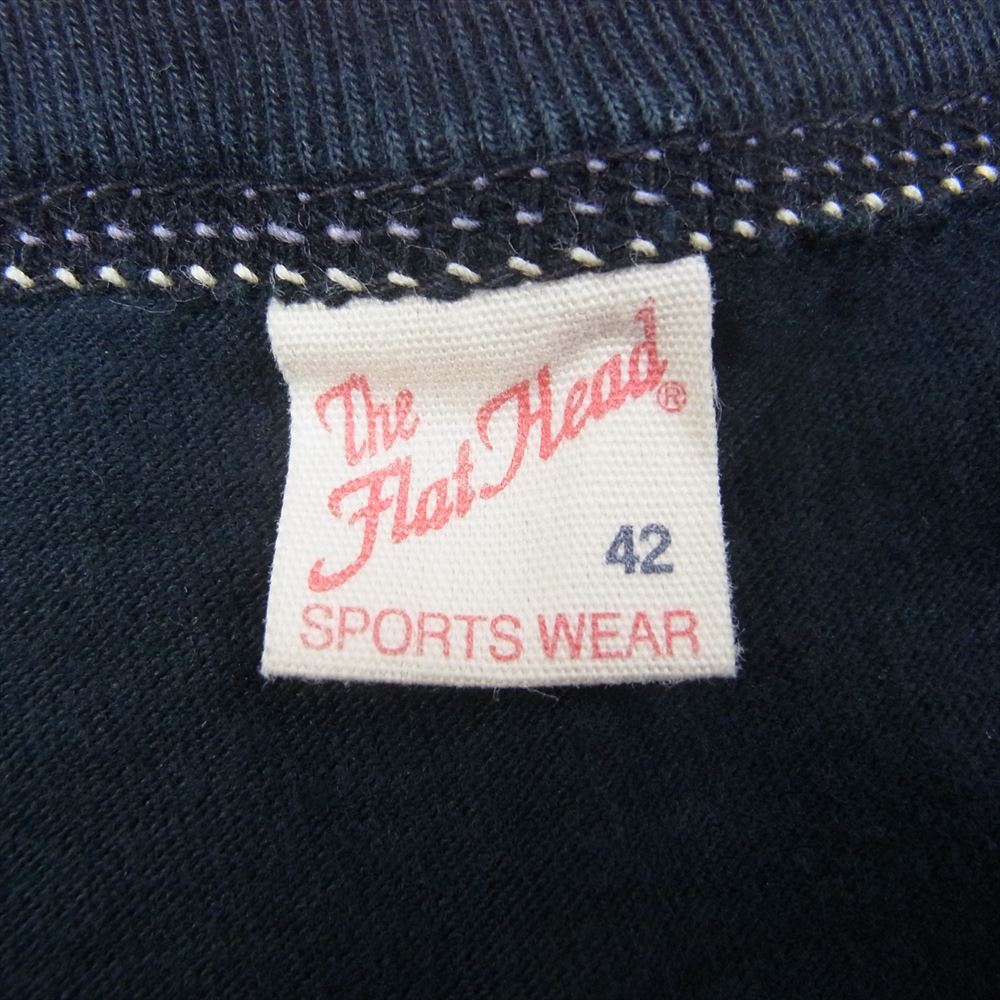 The
Flat Head®
42
SPORTS WEAR